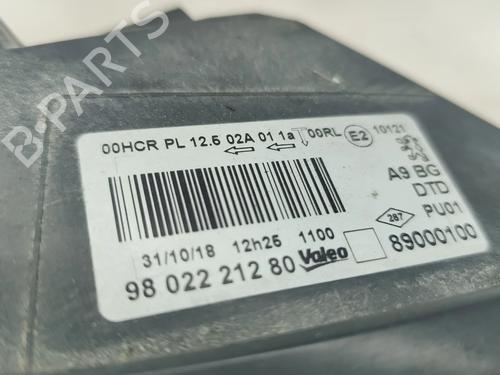 00HCR PL 12.5 02A 01 1a 00RL E2 10121
A9 BG
DTD
287 PU01
31/10/18 12h25 1100
98 022 212 80 Valeo 89000100
B-PARTS